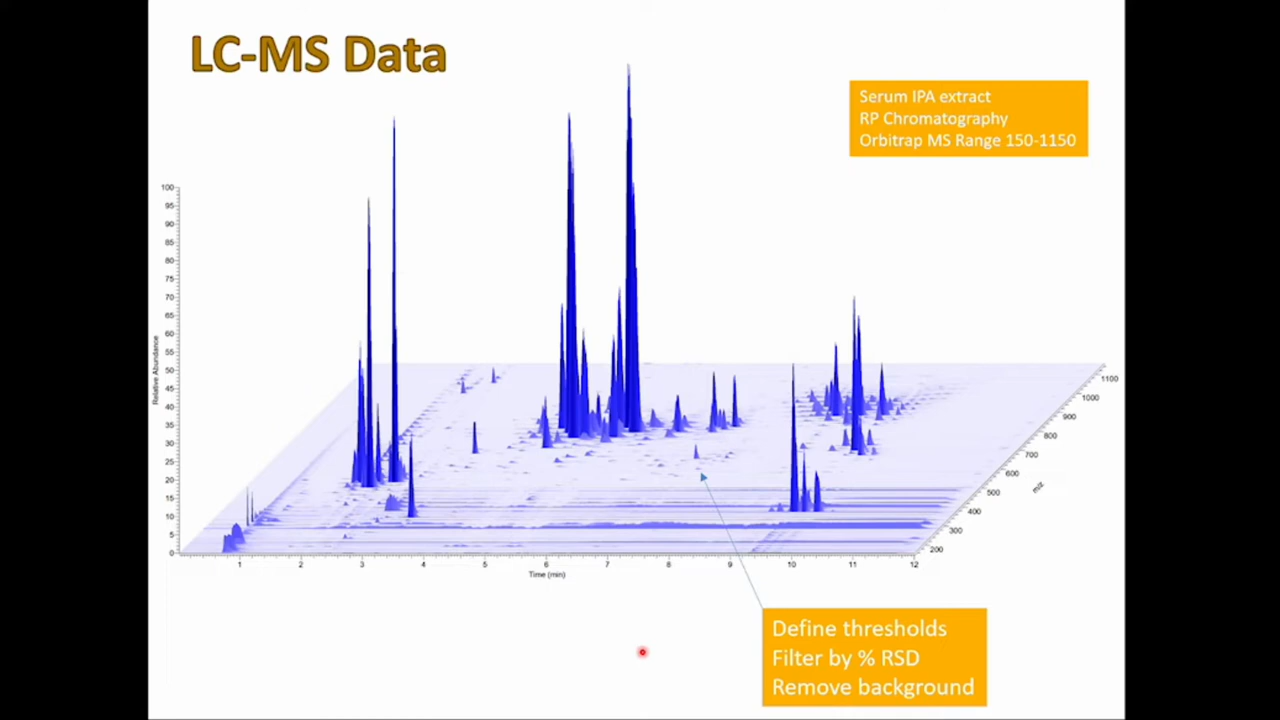 LC-MS Data
Serum IPA extract
RP Chromatography
Orbitrap MS Range 150-1150
100
95
90
85
80
75
70
65
60
55
50
45
40
35
30
25
20
15
10
5
0
Relative Abundance
1 2 3 4 5 6 7 8 9 10 11 12
Time (min)
200
300
400
500
600
700
800
900
1000
1100
m/z
Define thresholds
Filter by % RSD
Remove background